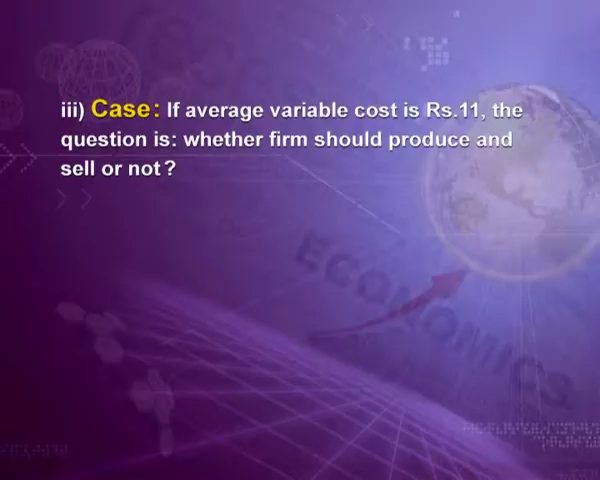 iii) Case: If average variable cost is Rs.11, the
question is: whether firm should produce and
sell or not ?
ECONOMICS